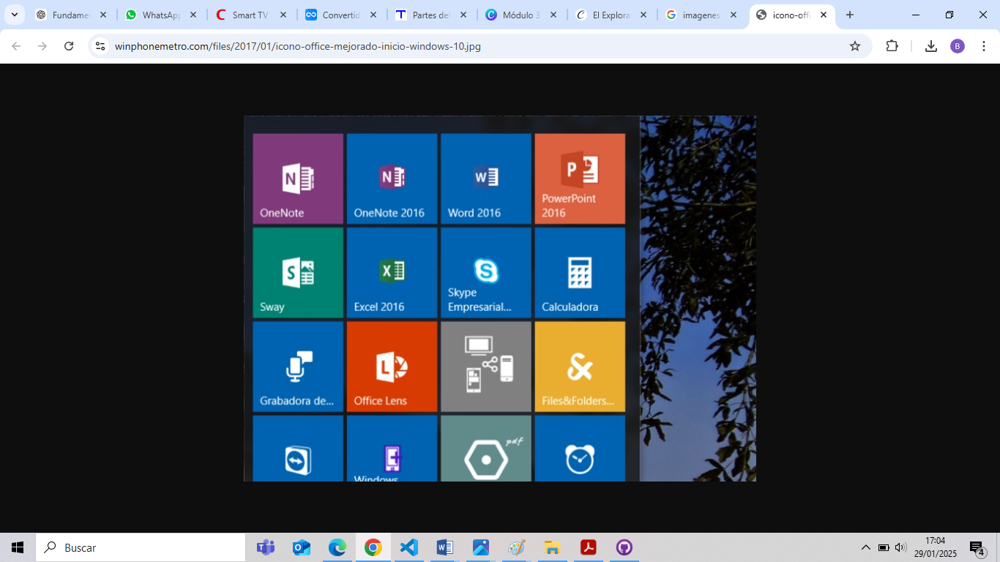 Fundame
WhatsApp
Smart TV
Convertid
Partes del
Módulo 3
El Explora
imagenes
icono-offi
winphonemetro.com/files/2017/01/icono-office-mejorado-inicio-windows-10.jpg
B
N
N
W
P
OneNote
OneNote 2016
Word 2016
PowerPoint
2016
S
X
S
Sway
Excel 2016
Skype
Empresarial...
Calculadora
L
Grabadora de...
Office Lens
Files&Folders...
pdf
Windows
Buscar
17:04
29/01/2025
4